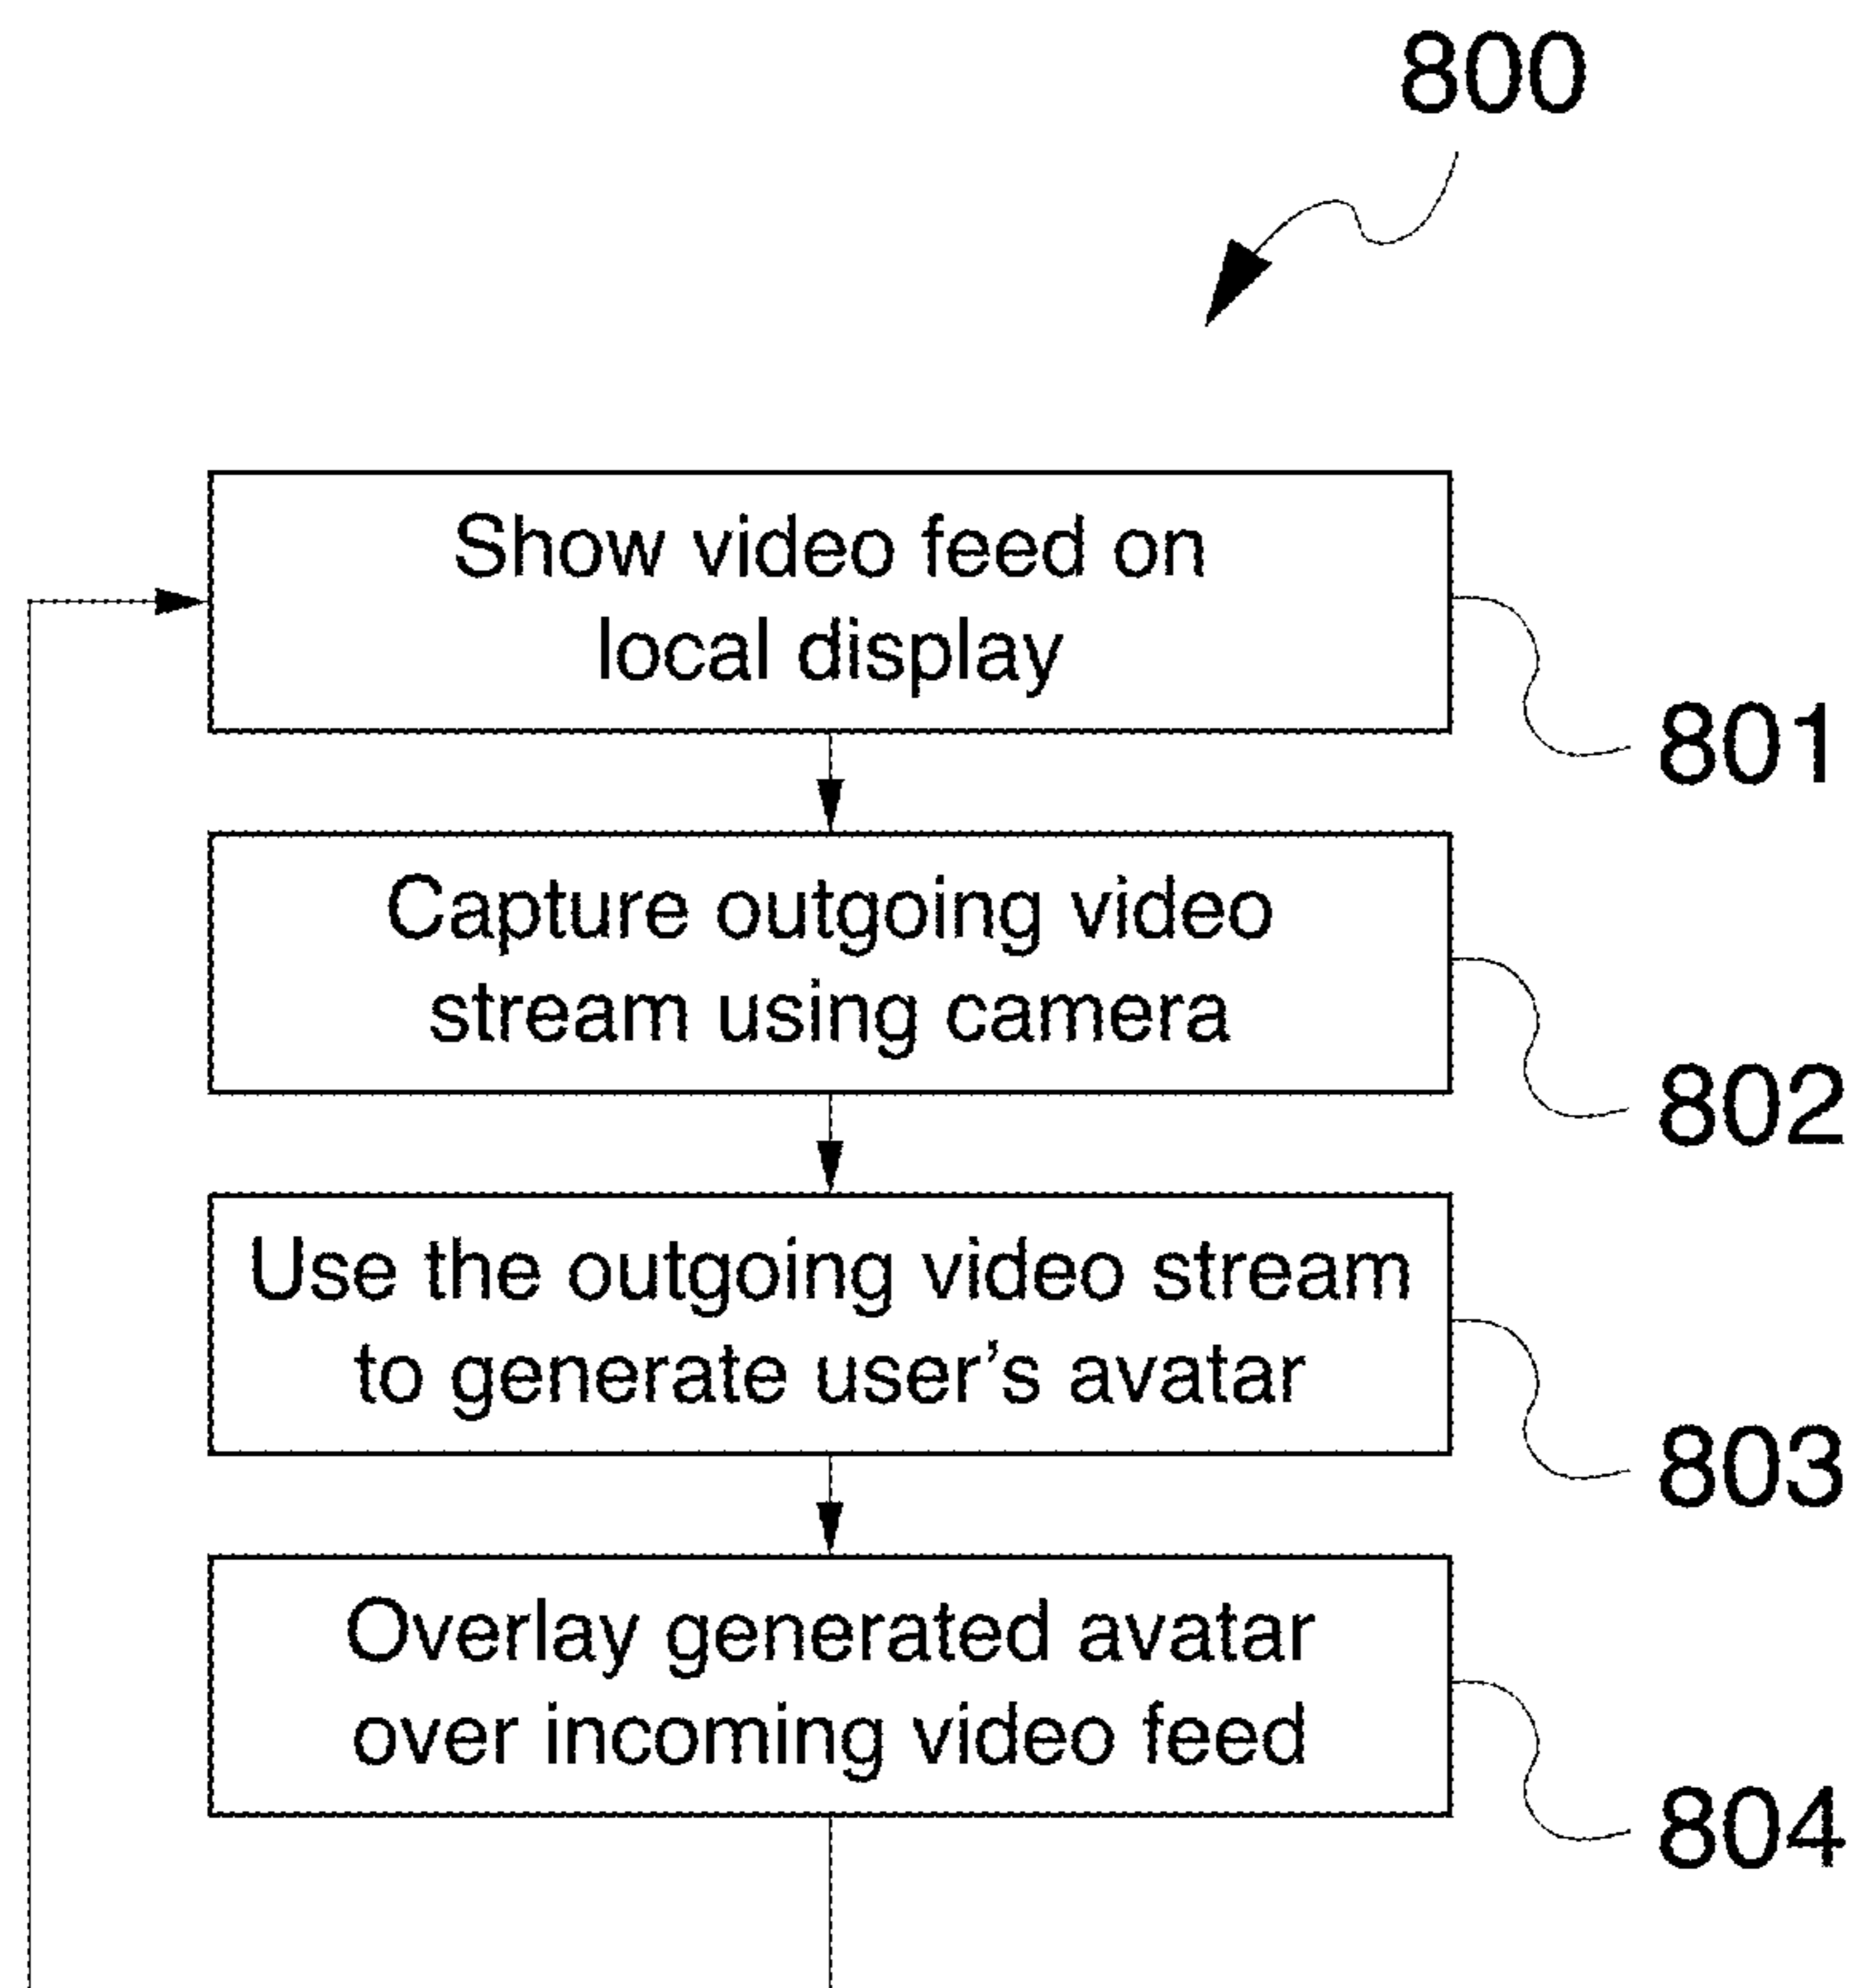 800
Show video feed on
local display
801
Capture outgoing video
stream using camera
802
Use the outgoing video stream
to generate user’s avatar
803
Overlay generated avatar
over incoming video feed
804